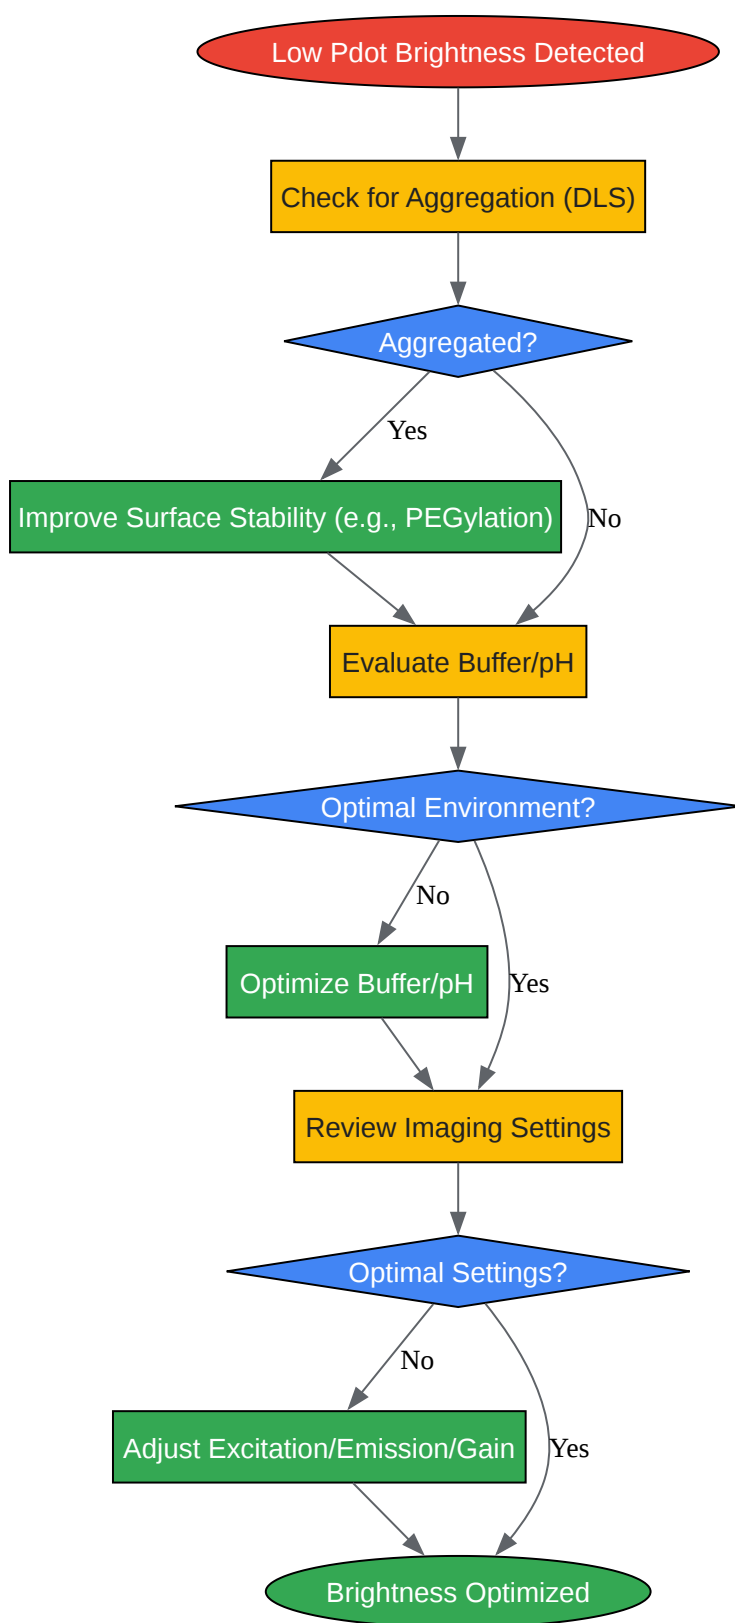 Low Pdot Brightness Detected
Check for Aggregation (DLS)
Aggregated?
Yes
Improve Surface Stability (e.g., PEGylation)
No
Evaluate Buffer/pH
Optimal Environment?
No
Optimize Buffer/pH
Yes
Review Imaging Settings
Optimal Settings?
No
Adjust Excitation/Emission/Gain
Yes
Brightness Optimized